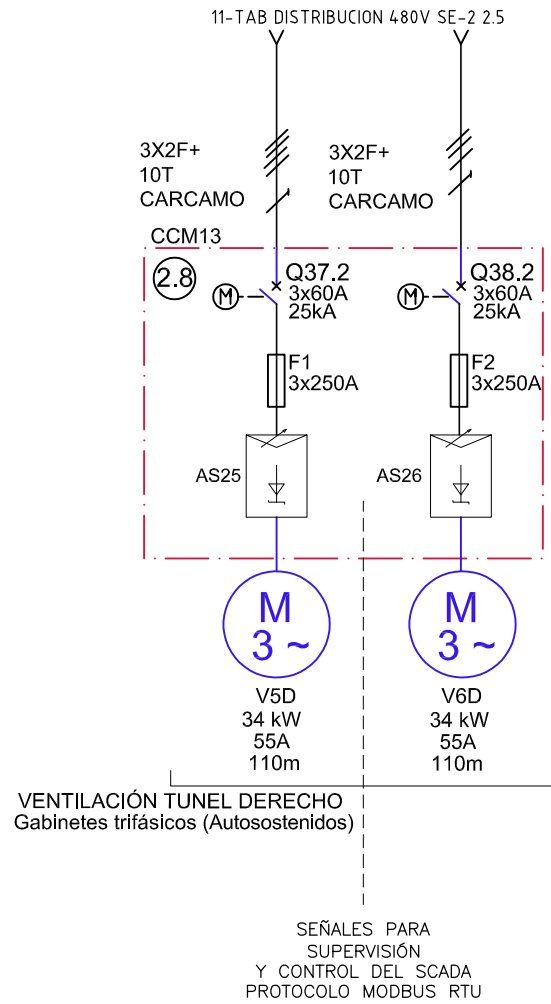 11-TAB DISTRIBUCION 480V SE-2 2.5
3X2F+
10T
CARCAMO
3X2F+
10T
CARCAMO
CCM13
2.8
M
Q37.2
3x60A
25kA
M
Q38.2
3x60A
25kA
F1
3x250A
F2
3x250A
AS25
AS26
M
3 ~
M
3 ~
V5D
34 kW
55A
110m
V6D
34 kW
55A
110m
VENTILACIÓN TUNEL DERECHO
Gabinetes trifásicos (Autosostenidos)
SEÑALES PARA
SUPERVISIÓN
Y CONTROL DEL SCADA
PROTOCOLO MODBUS RTU